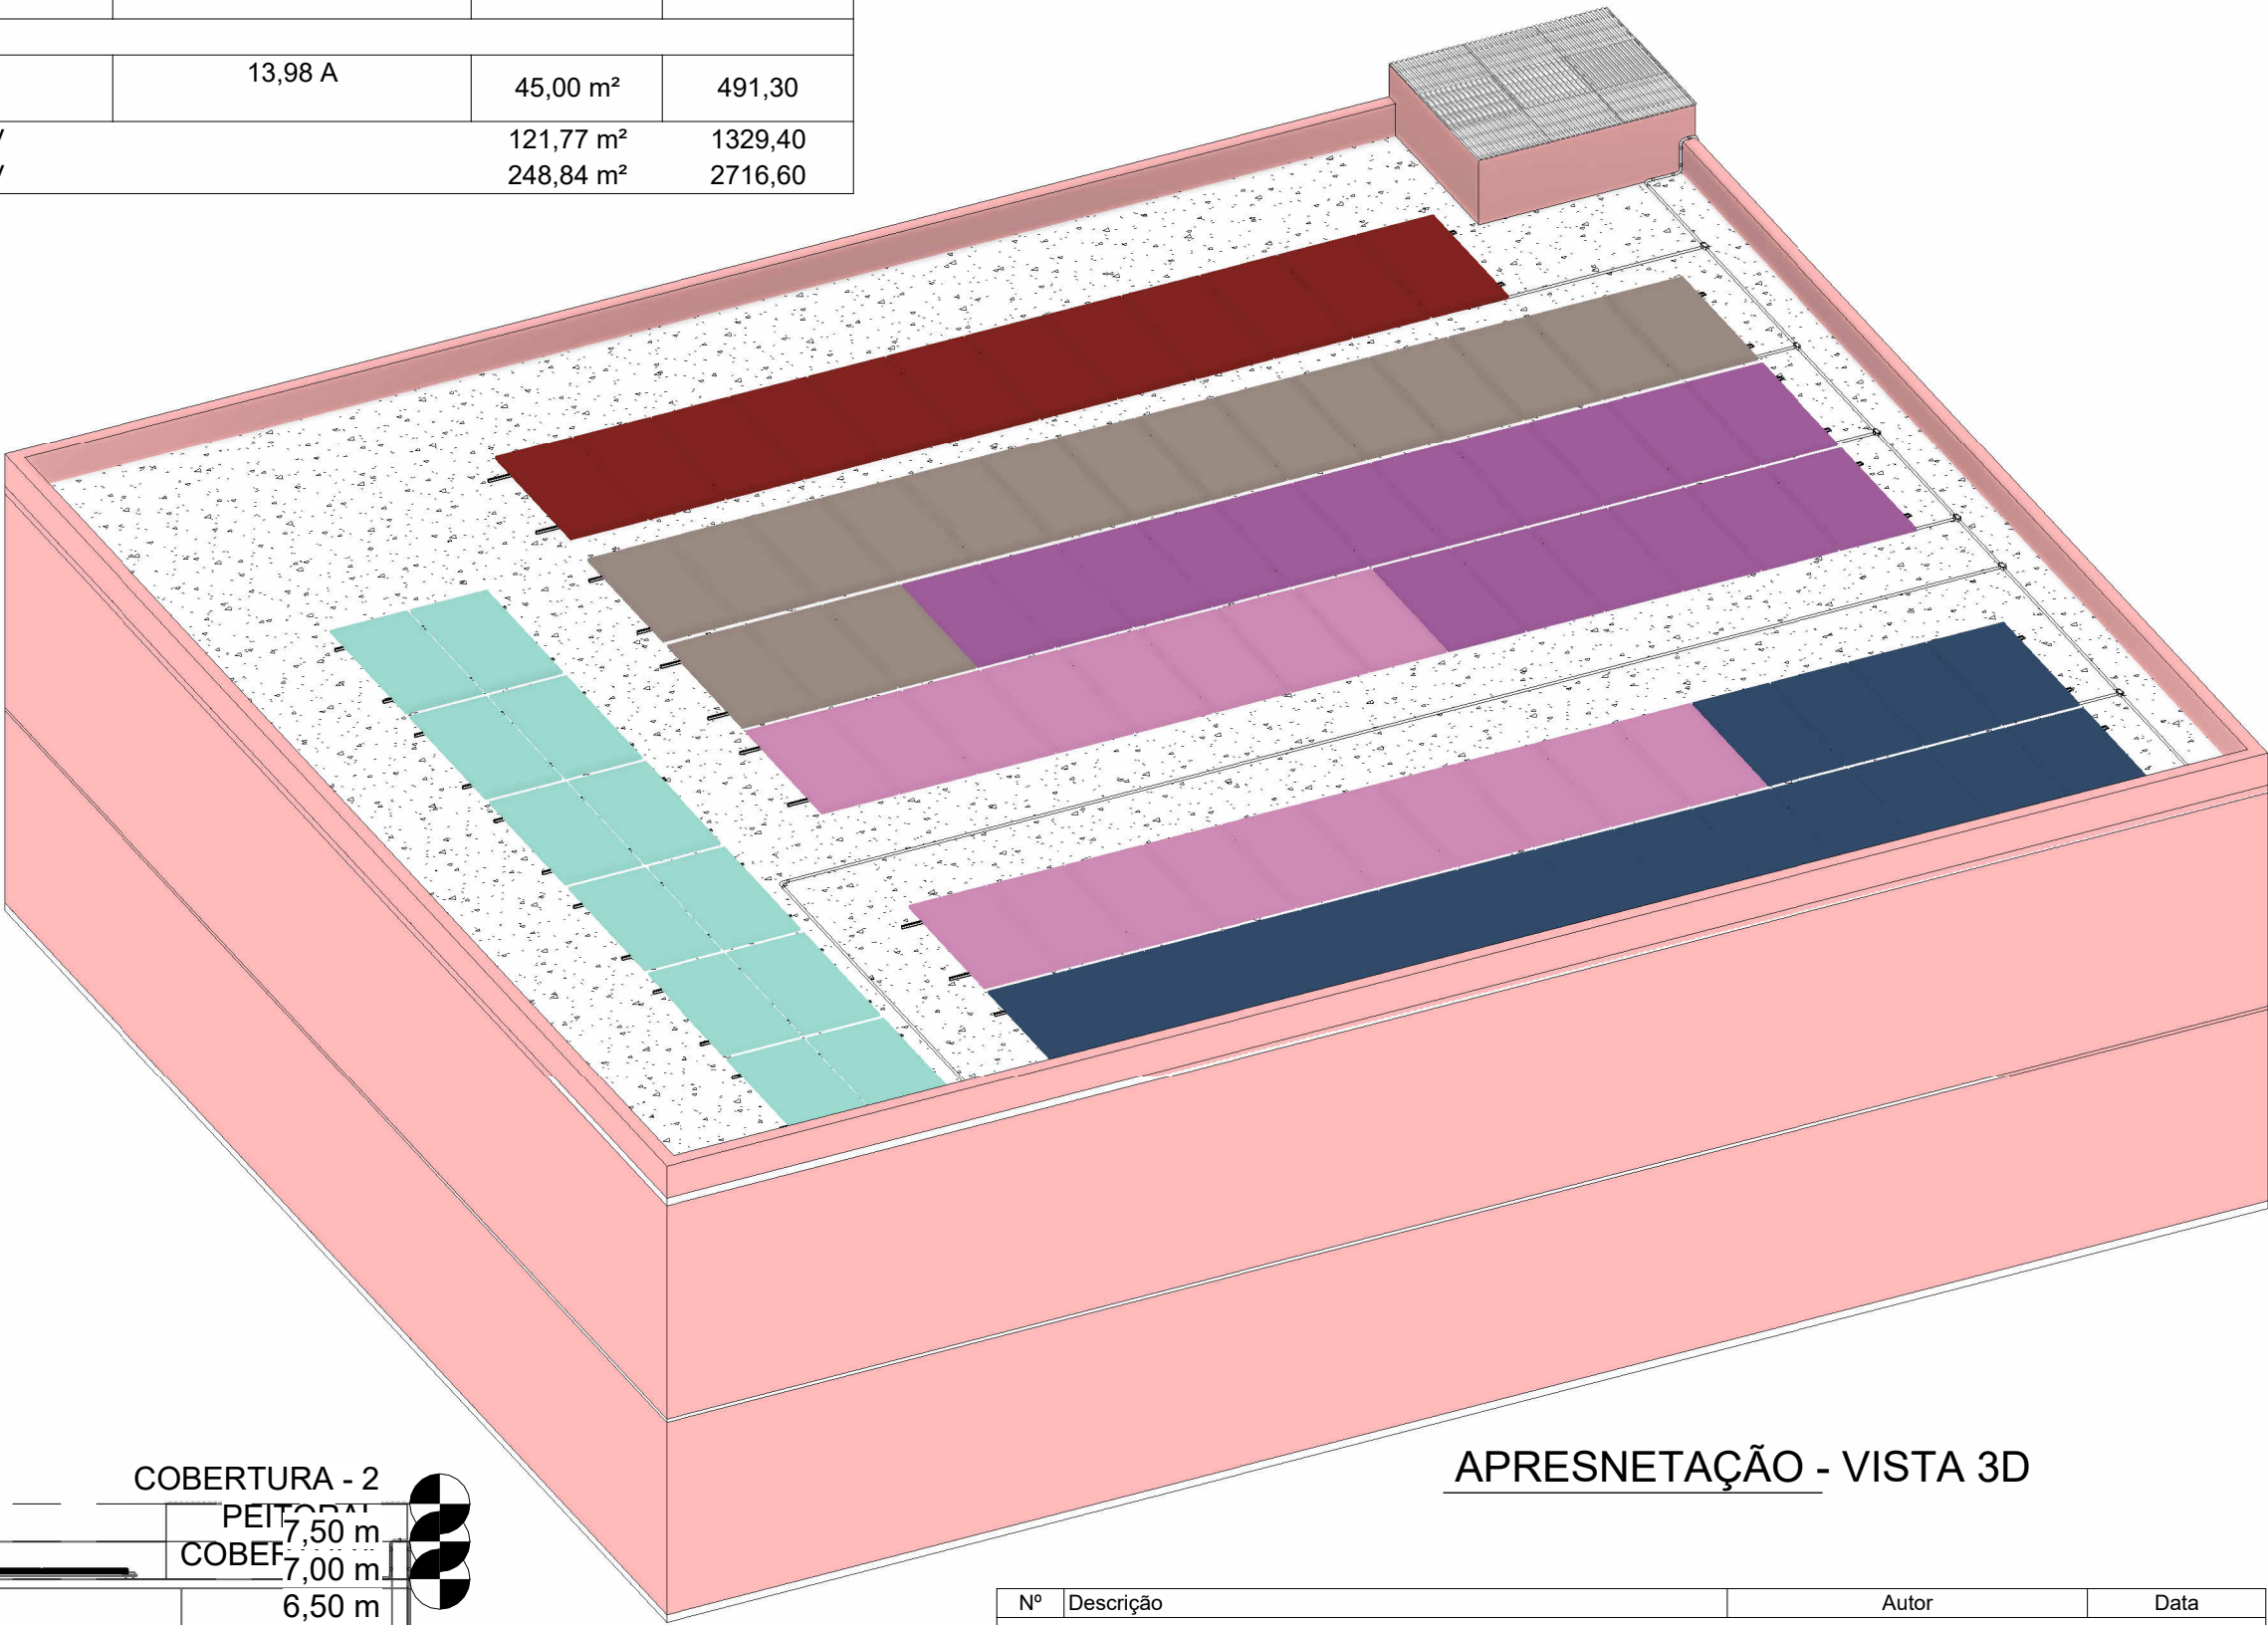 13,98 A 45,00 m² 491,30
121,77 m² 1329,40
248,84 m² 2716,60
APRESNETAÇÃO - VISTA 3D
COBERTURA - 2
7,50 m
7,00 m
6,50 m
Nº Descrição Autor Data